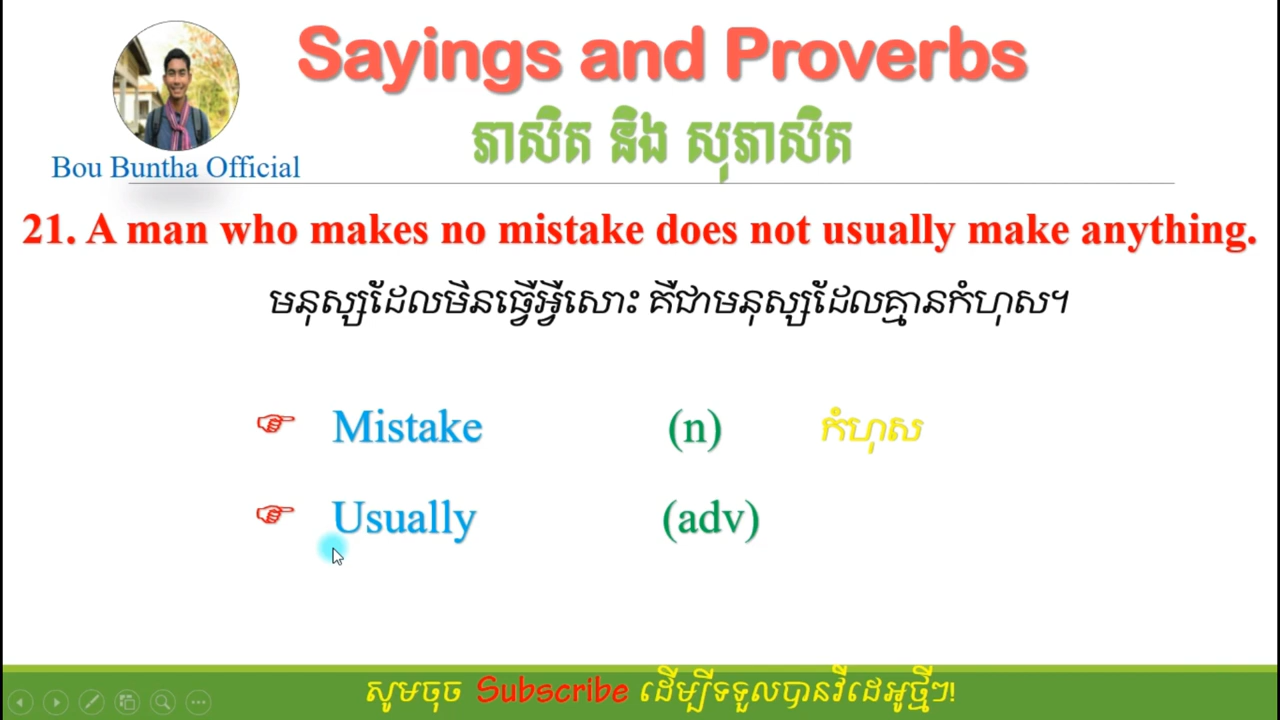 Sayings and Proverbs
ភាសិត និង សុភាសិត
Bou Buntha Official
21. A man who makes no mistake does not usually make anything.
មនុស្សដែលមិនធ្វើអ្វីសោះ គឺជាមនុស្សដែលគ្មានកំហុស។
☞ Mistake (n) កំហុស
☞ Usually (adv)
សូមចុច Subscribe ដើម្បីទទួលបានវីដេអូថ្មីៗ!